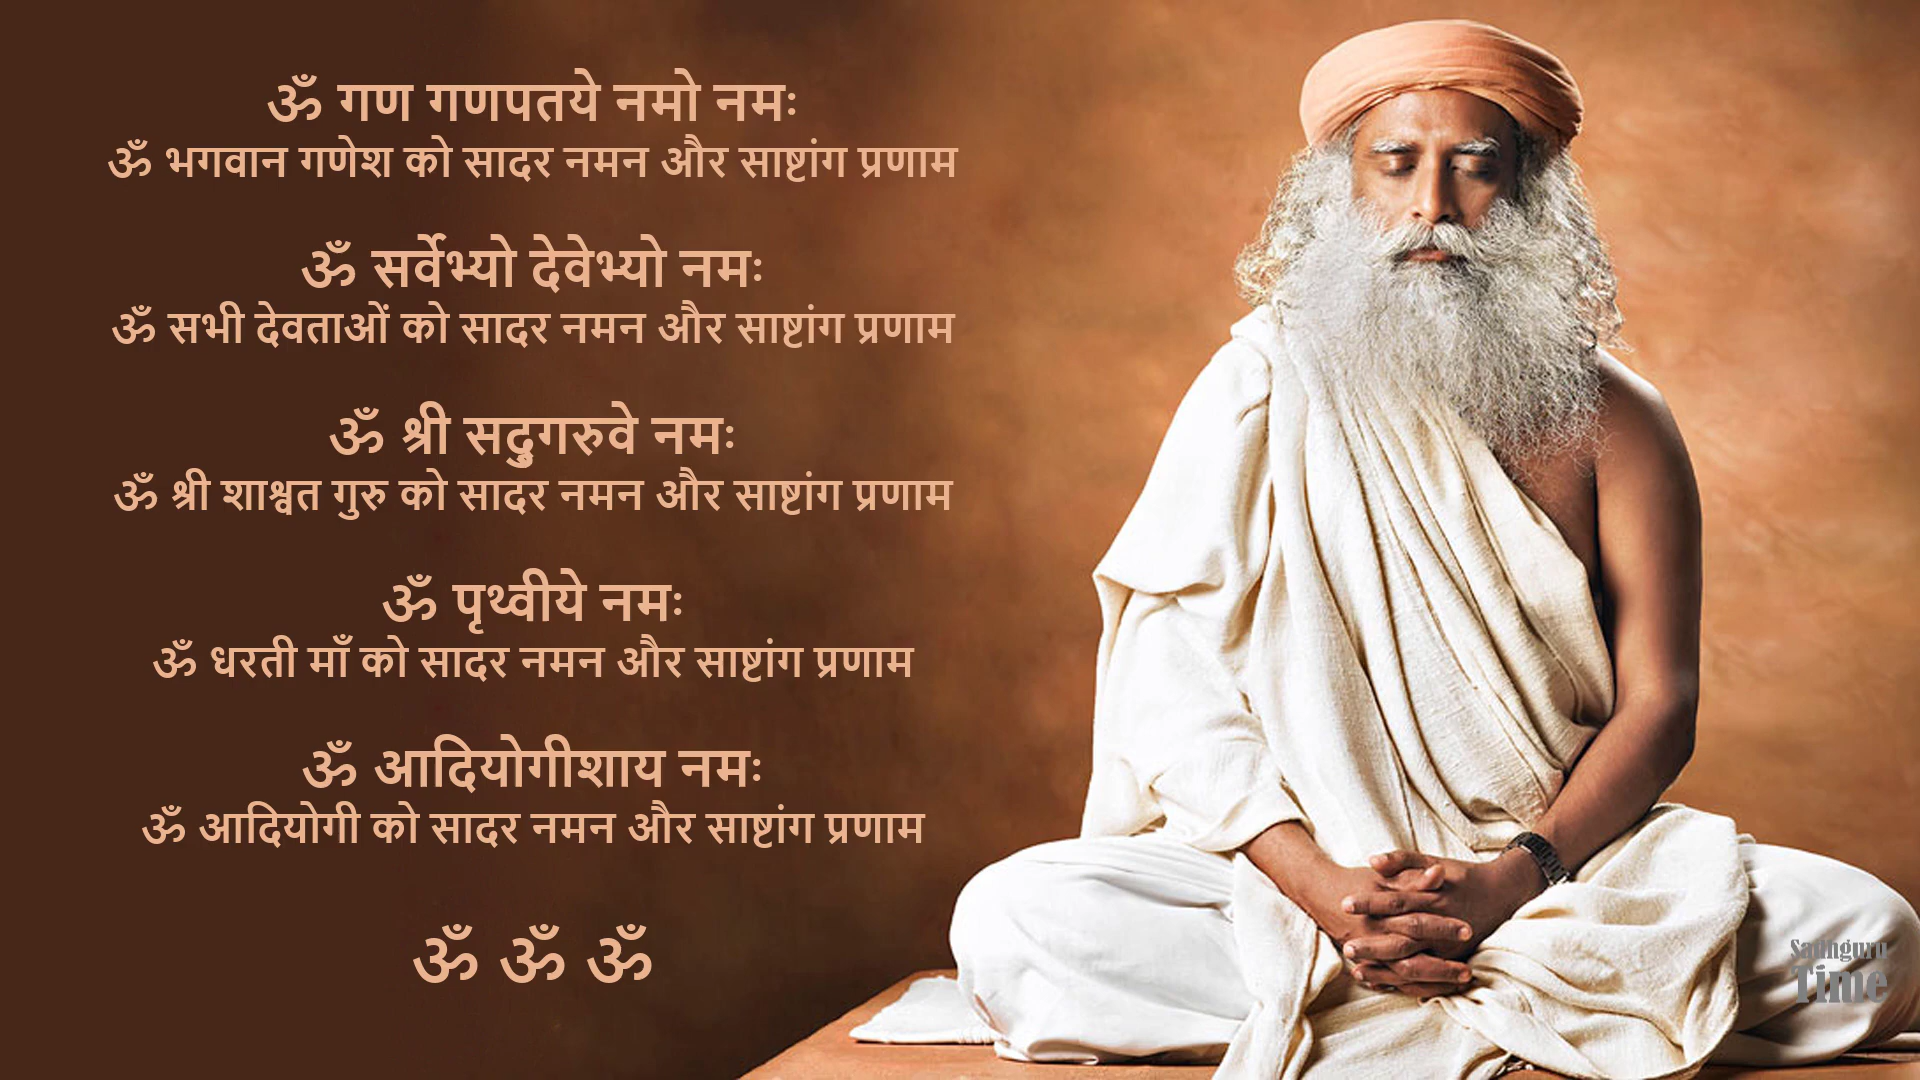 ॐ गण गणपतये नमो नमः
ॐ भगवान गणेश को सादर नमन और साष्टांग प्रणाम
ॐ सर्वेभ्यो देवेभ्यो नमः
ॐ सभी देवताओं को सादर नमन और साष्टांग प्रणाम
ॐ श्री सद्गुगरुवे नमः
ॐ श्री शाश्वत गुरु को सादर नमन और साष्टांग प्रणाम
ॐ पृथ्वीये नमः
ॐ धरती माँ को सादर नमन और साष्टांग प्रणाम
ॐ आदियोगीशाय नमः
ॐ आदियोगी को सादर नमन और साष्टांग प्रणाम
ॐ ॐ ॐ
Sadhguru
Time